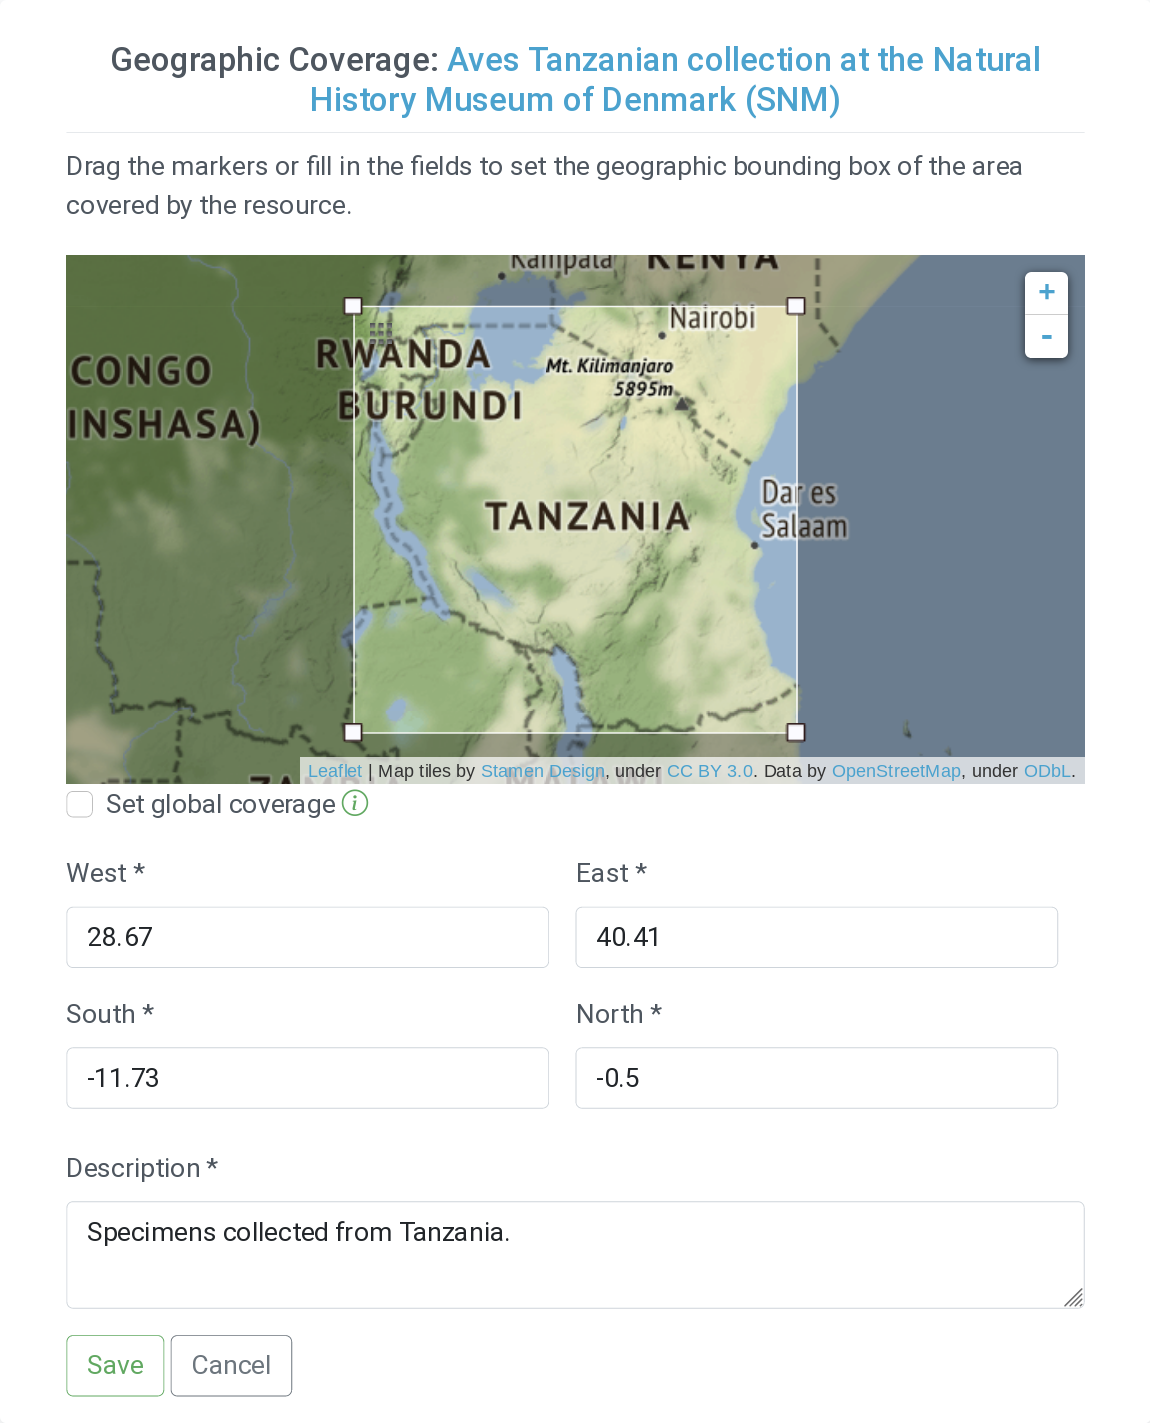 Geographic Coverage: Aves Tanzanian collection at the Natural
History Museum of Denmark (SNM)
Drag the markers or fill in the fields to set the geographic bounding box of the area
covered by the resource.
Kampala
KENYA
+
-
Nairobi
CONGO
INSHASA)
RWANDA
BURUNDI
Mt. Kilimanjaro
5895m
TANZANIA
Dar es
Salaam
Leaflet | Map tiles by Stamen Design, under CC BY 3.0. Data by OpenStreetMap, under ODbL.
Set global coverage i
West *
East *
28.67
40.41
South *
North *
-11.73
-0.5
Description *
Specimens collected from Tanzania.
Save
Cancel